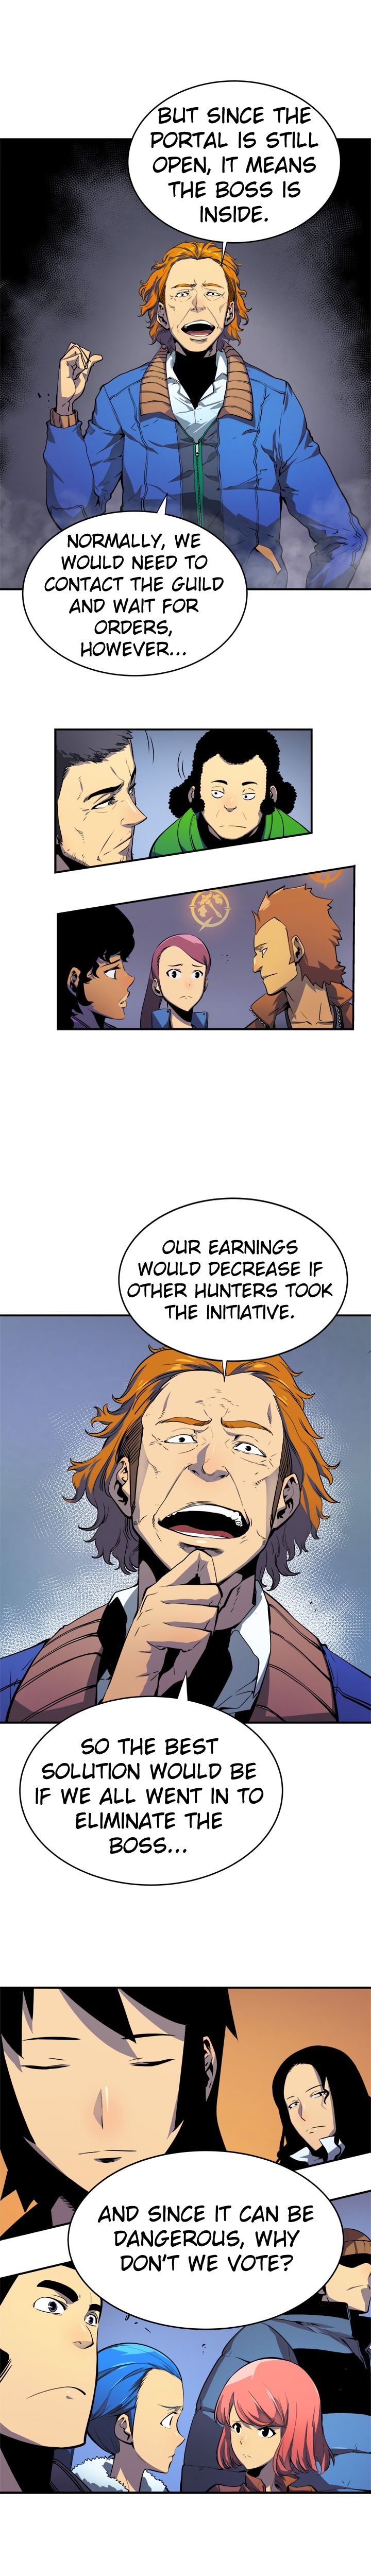 BUT SINCE THE
PORTAL IS STILL
OPEN, IT MEANS
THE BOSS IS
INSIDE.
NORMALLY, WE
WOULD NEED TO
CONTACT THE GUILD
AND WAIT FOR
ORDERS,
HOWEVER...
OUR EARNINGS
WOULD DECREASE IF
OTHER HUNTERS TOOK
THE INITIATIVE.
SO THE BEST
SOLUTION WOULD BE
IF WE ALL WENT IN TO
ELIMINATE THE
BOSS...
AND SINCE IT CAN BE
DANGEROUS, WHY
DON'T WE VOTE?